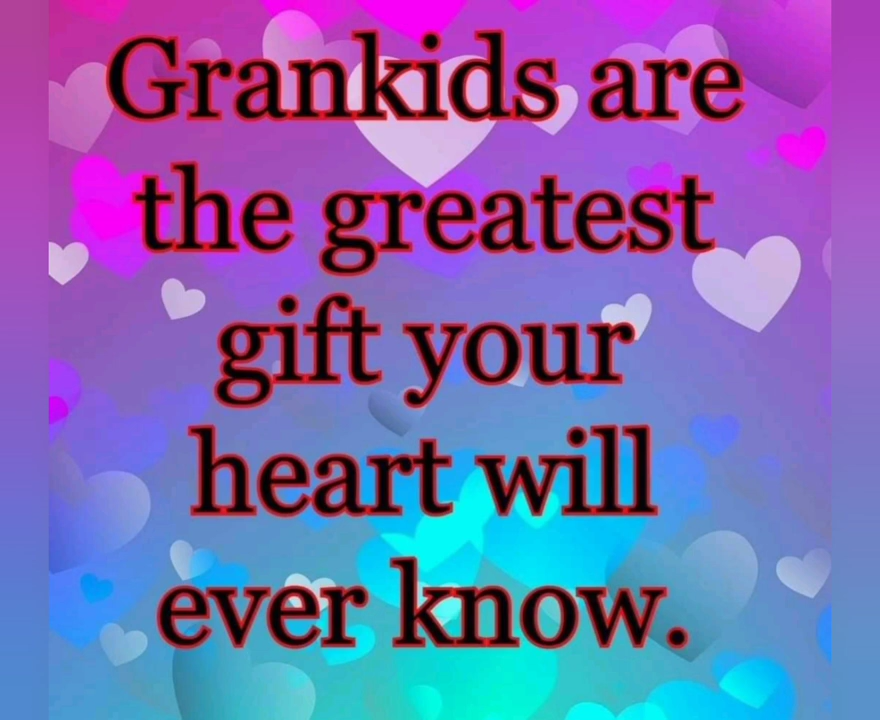 Grankids are
the greatest
gift your
heart will
ever know.